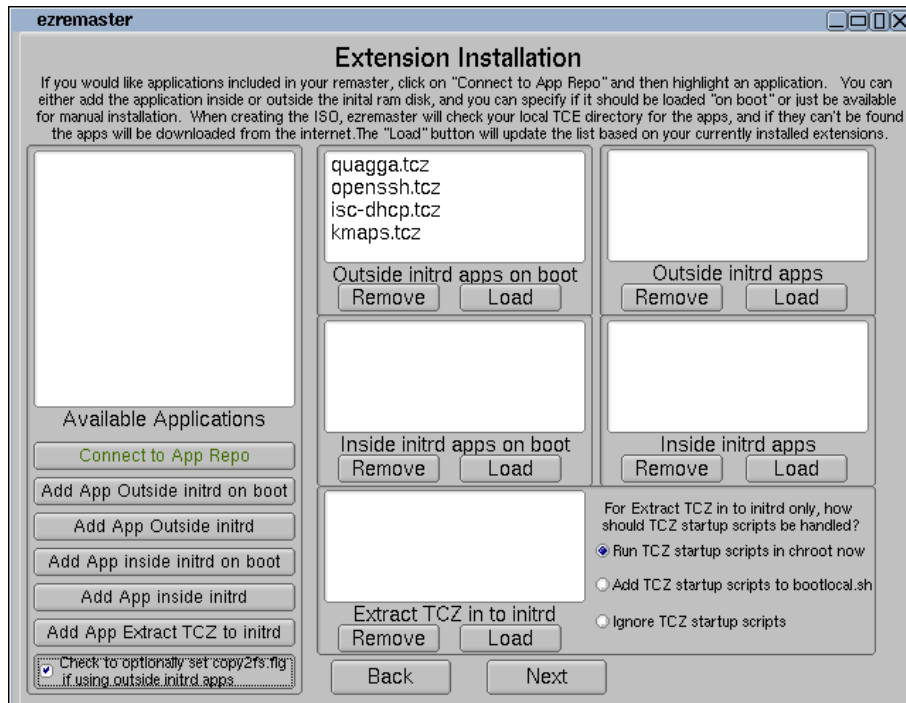 ezremaster
Extension Installation
If you would like applications included in your remaster, click on "Connect to App Repo" and then highlight an application. You can
either add the application inside or outside the inital ram disk, and you can specify if it should be loaded "on boot" or just be available
for manual installation. When creating the ISO, ezremaster will check your local TCE directory for the apps, and if they can't be found
the apps will be downloaded from the internet.The "Load" button will update the list based on your currently installed extensions.
Available Applications
Connect to App Repo
Add App Outside initrd on boot
Add App Outside initrd
Add App inside initrd on boot
Add App inside initrd
Add App Extract TCZ to initrd
Check to optionally set copy2fs.flg
if using outside initrd apps
quagga.tcz
openssh.tcz
isc-dhcp.tcz
kmaps.tcz
Outside initrd apps on boot
Remove Load
Outside initrd apps
Remove Load
Inside initrd apps on boot
Remove Load
Inside initrd apps
Remove Load
Extract TCZ in to initrd
Remove Load
For Extract TCZ in to initrd only, how
should TCZ startup scripts be handled?
Run TCZ startup scripts in chroot now
Add TCZ startup scripts to bootlocal.sh
Ignore TCZ startup scripts
Back Next